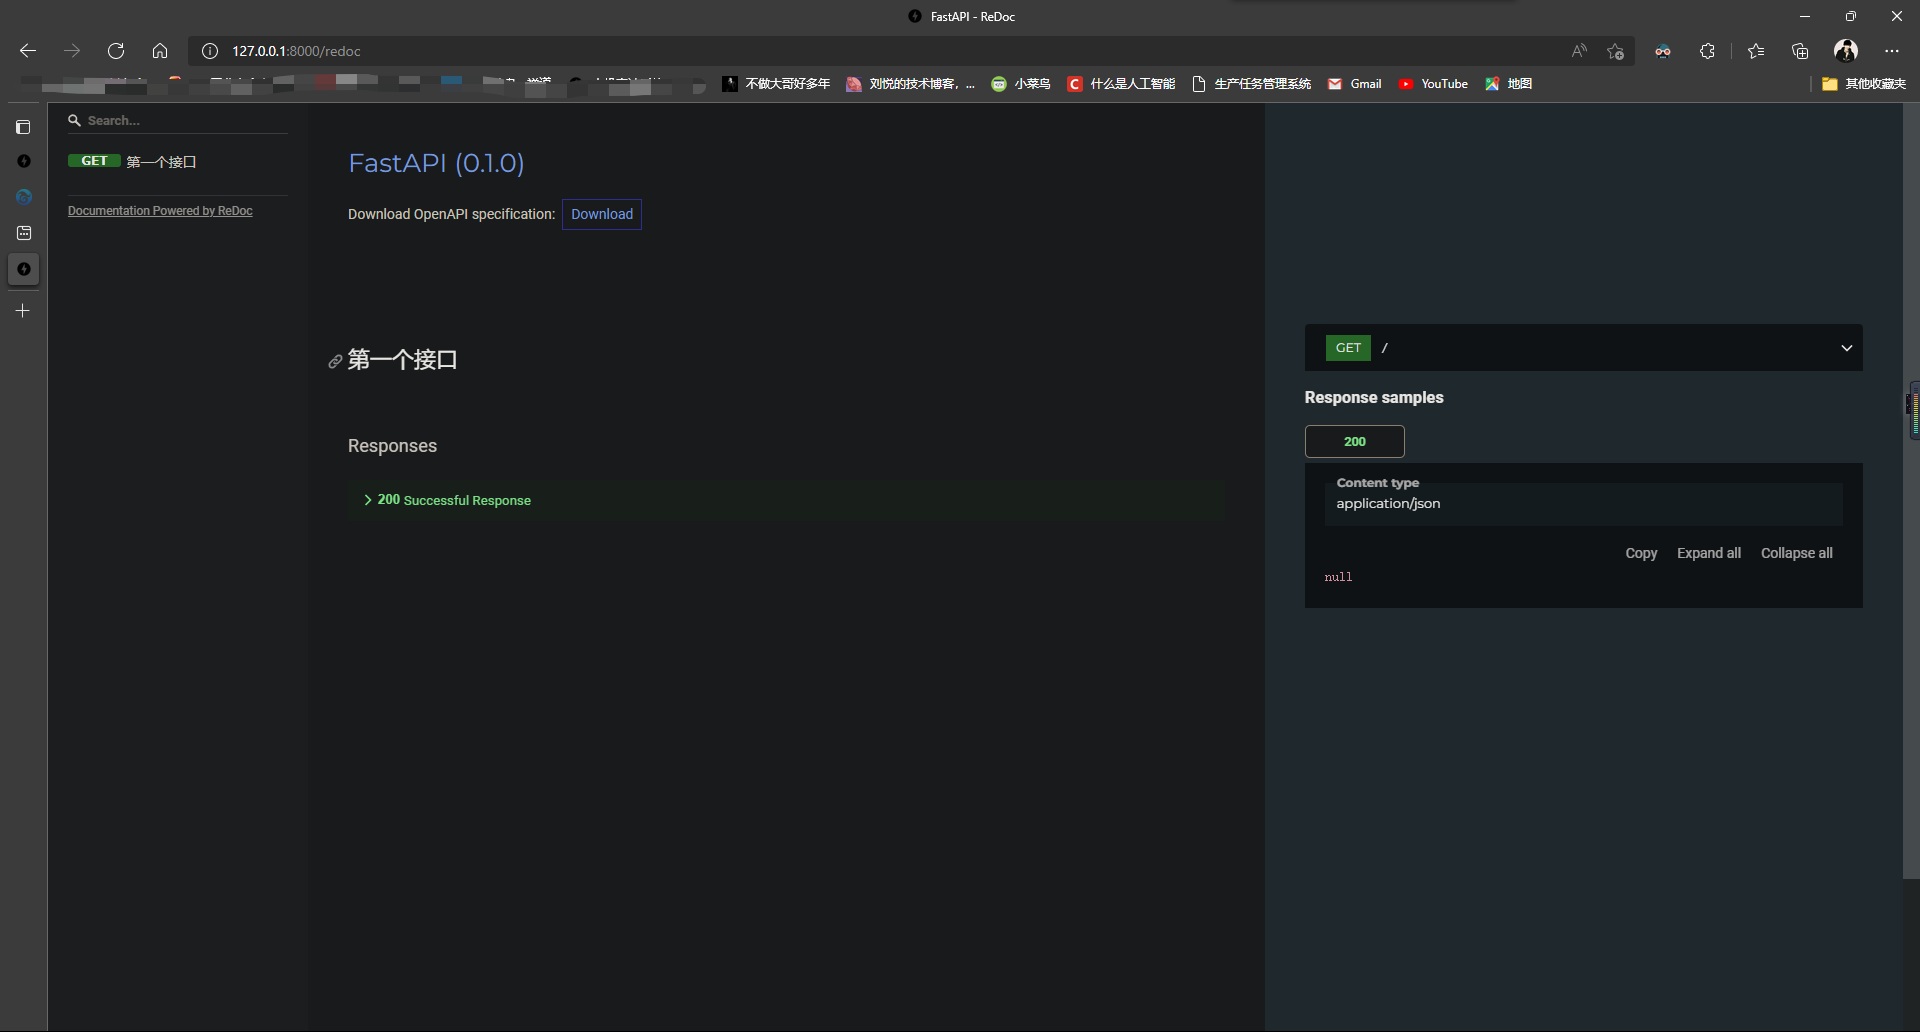 FastAPI - ReDoc
127.0.0.1:8000/redoc
不做大哥好多年
刘悦的技术博客，...
小菜鸟
什么是人工智能
生产任务管理系统
Gmail
YouTube
地图
其他收藏夹
Search...
GET 第一个接口
Documentation Powered by ReDoc
FastAPI (0.1.0)
Download OpenAPI specification: Download
第一个接口
Responses
200 Successful Response
GET /
Response samples
200
Content type
application/json
Copy Expand all Collapse all
null